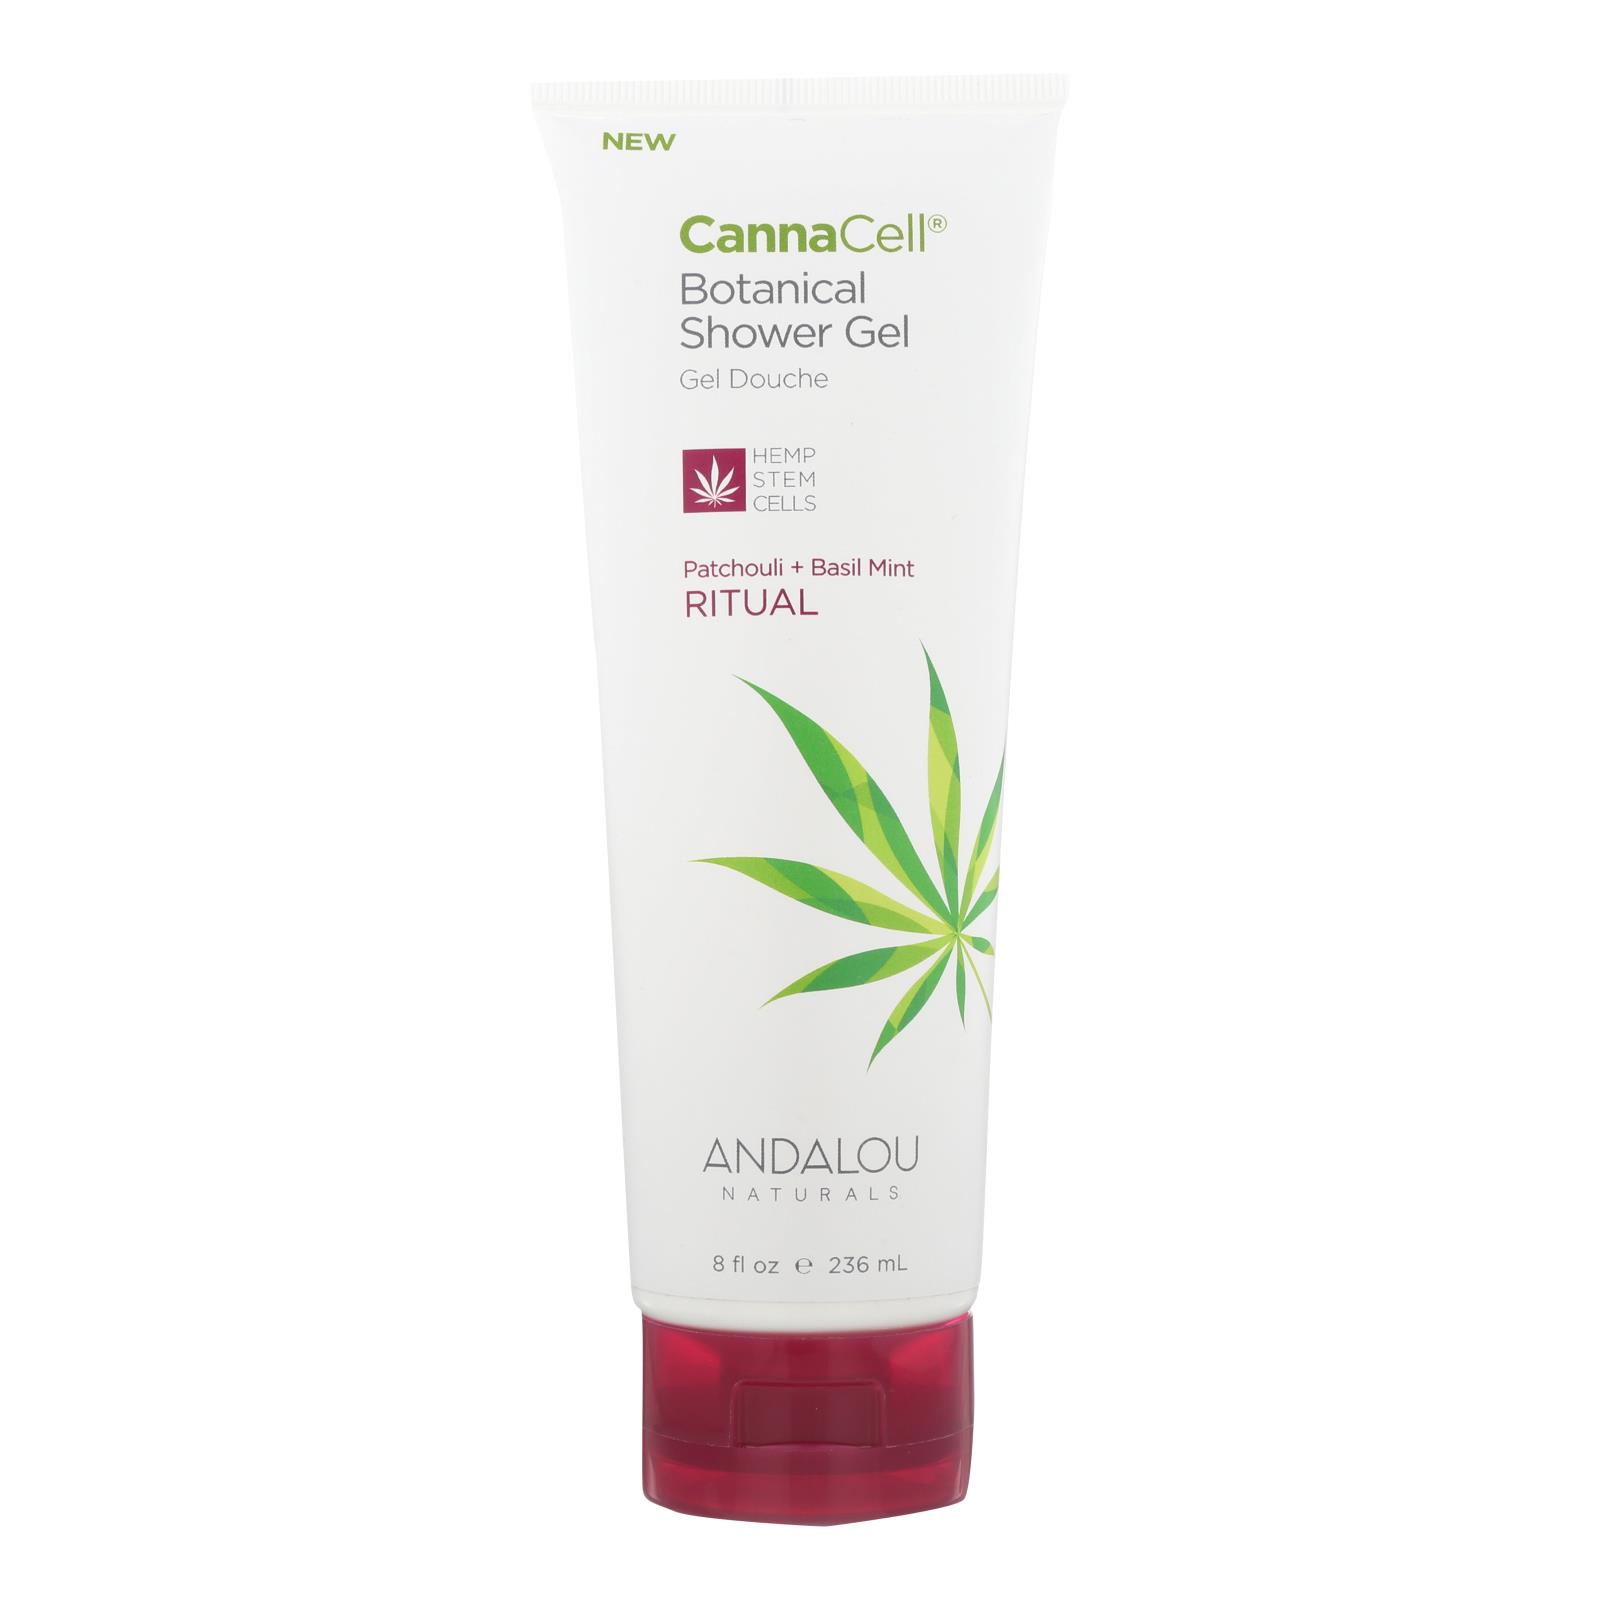 NEW
CannaCell®
Botanical
Shower Gel
Gel Douche
HEMP
STEM
CELLS
Patchouli + Basil Mint
RITUAL
ANDALOU
NATURALS
8 fl oz ℮ 236 mL